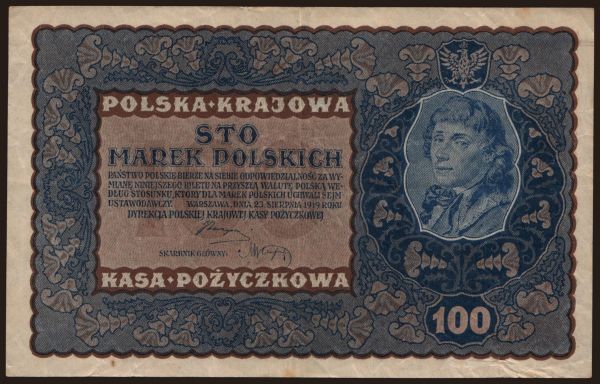 POLSKA KRAJOWA
STO
MAREK POLSKICH
PAŃSTWO POLSKIE BIERZE NA SIEBIE ODPOWIEDZIALNOŚĆ ZA WY-
MIANĘ NINIEJSZEGO BILETU NA PRZYSZŁĄ WALUTĘ POLSKĄ WE-
DŁUG STOSUNKU, KTÓRY DLA MAREK POLSKICH UCHWALI SEJM
USTAWODAWCZY. WARSZAWA, DNIA 23 SIERPNIA 1919 ROKU
DYREKCJA POLSKIEJ KRAJOWEJ KASY POŻYCZKOWEJ
SKARBNIK GŁÓWNY:
KASA POŻYCZKOWA
100